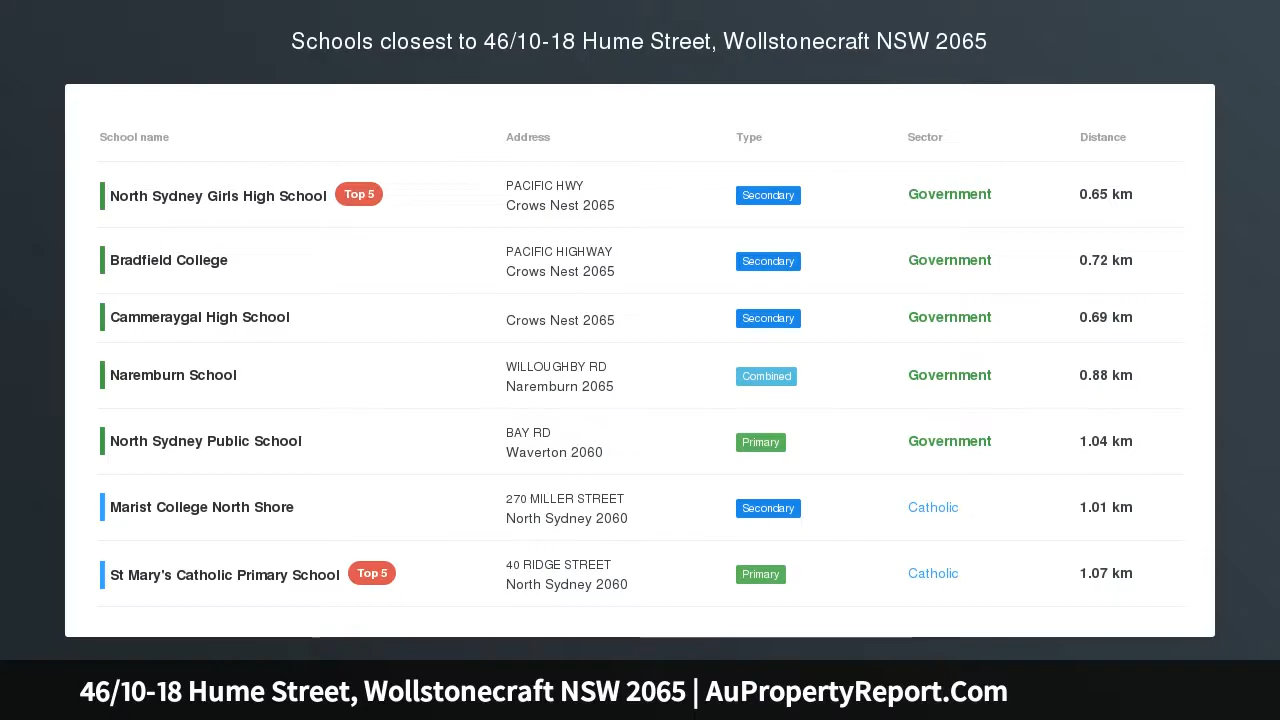 Schools closest to 46/10-18 Hume Street, Wollstonecraft NSW 2065
School name Address Type Sector Distance
North Sydney Girls High School Top 5 PACIFIC HWY Crows Nest 2065 Secondary Government 0.65 km
Bradfield College PACIFIC HIGHWAY Crows Nest 2065 Secondary Government 0.72 km
Cammeraygal High School Crows Nest 2065 Secondary Government 0.69 km
Naremburn School WILLOUGHBY RD Naremburn 2065 Combined Government 0.88 km
North Sydney Public School BAY RD Waverton 2060 Primary Government 1.04 km
Marist College North Shore 270 MILLER STREET North Sydney 2060 Secondary Catholic 1.01 km
St Mary's Catholic Primary School Top 5 40 RIDGE STREET North Sydney 2060 Primary Catholic 1.07 km
46/10-18 Hume Street, Wollstonecraft NSW 2065 | AuPropertyReport.Com